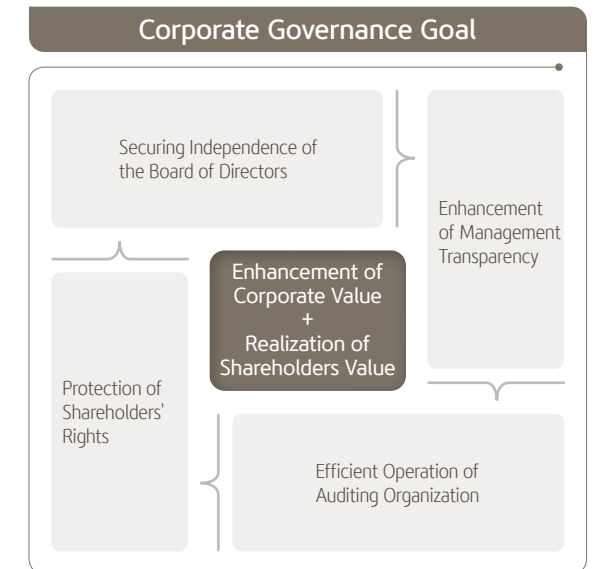 Corporate Governance Goal
Securing Independence of
the Board of Directors
Enhancement
of Management
Transparency
Enhancement of
Corporate Value
+
Realization of
Shareholders Value
Protection of
Shareholders'
Rights
Efficient Operation of
Auditing Organization